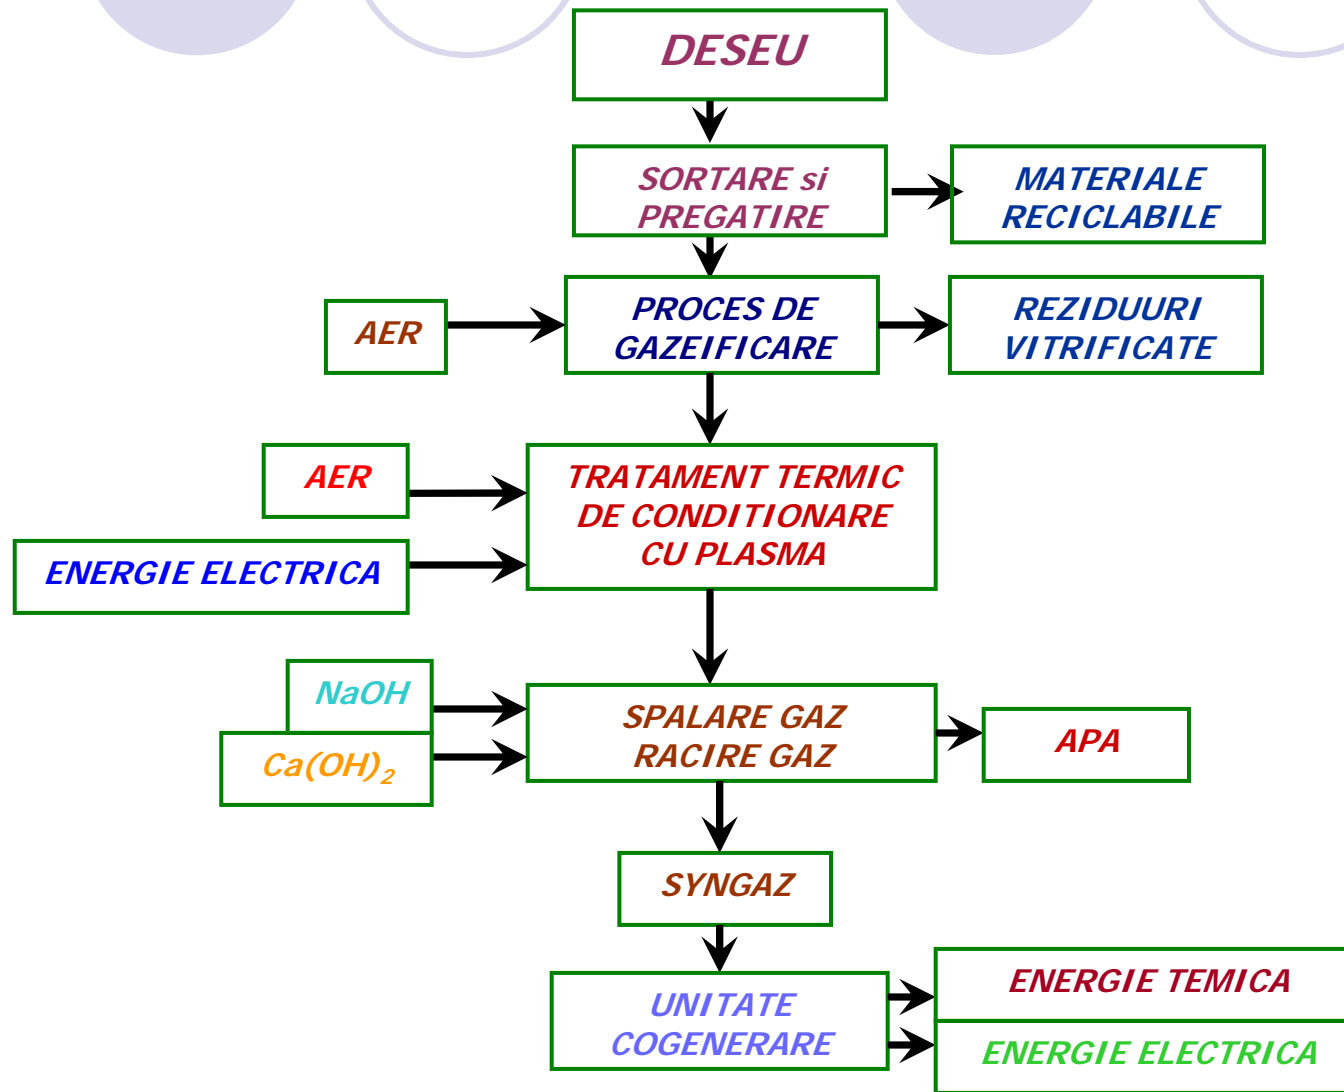 DESEU
SORTARE si
PREGATIRE
MATERIALE
RECICLABILE
AER
PROCES DE
GAZEIFICARE
REZIDUURI
VITRIFICATE
AER
ENERGIE ELECTRICA
TRATAMENT TERMIC
DE CONDITIONARE
CU PLASMA
NaOH
Ca(OH)₂
SPALARE GAZ
RACIRE GAZ
APA
SYNGAZ
UNITATE
COGENERARE
ENERGIE TEMICA
ENERGIE ELECTRICA